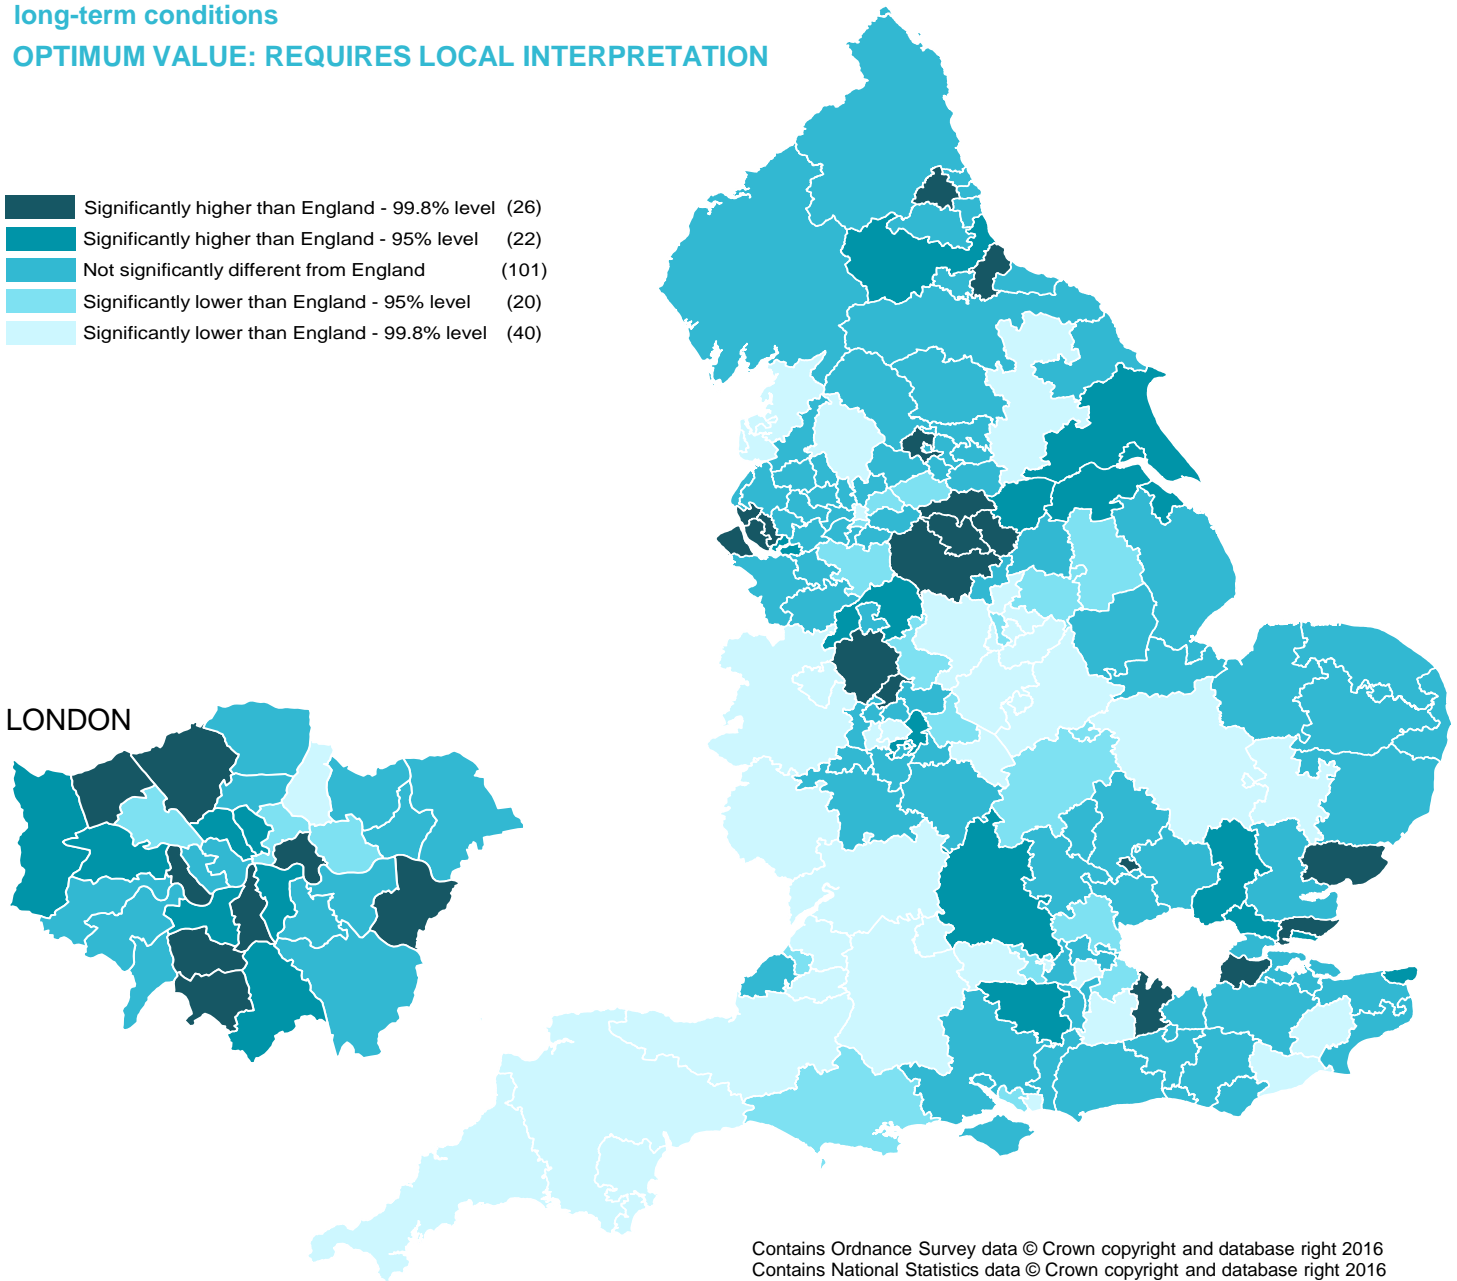 long-term conditions
OPTIMUM VALUE: REQUIRES LOCAL INTERPRETATION
Significantly higher than England - 99.8% level (26)
Significantly higher than England - 95% level (22)
Not significantly different from England (101)
Significantly lower than England - 95% level (20)
Significantly lower than England - 99.8% level (40)
LONDON
Contains Ordnance Survey data © Crown copyright and database right 2016
Contains National Statistics data © Crown copyright and database right 2016